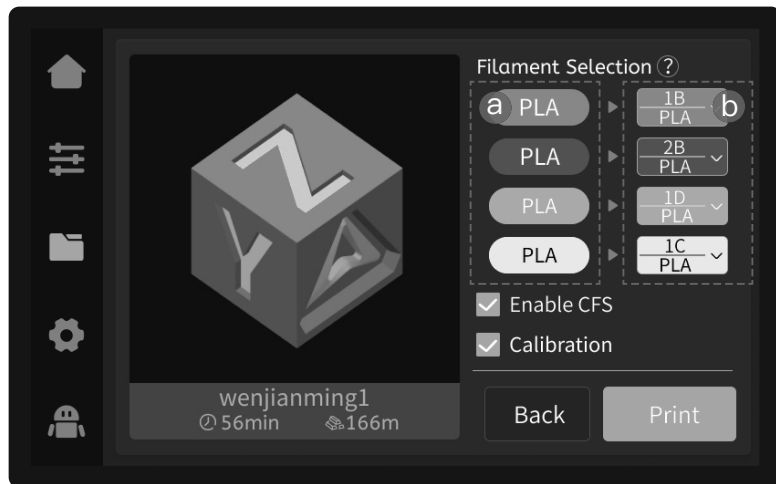 Filament Selection ?
a PLA 1B PLA b
PLA 2B PLA
PLA 1D PLA
PLA 1C PLA
Enable CFS
Calibration
Z
Y
wenjianming1
56min 166m
Back Print